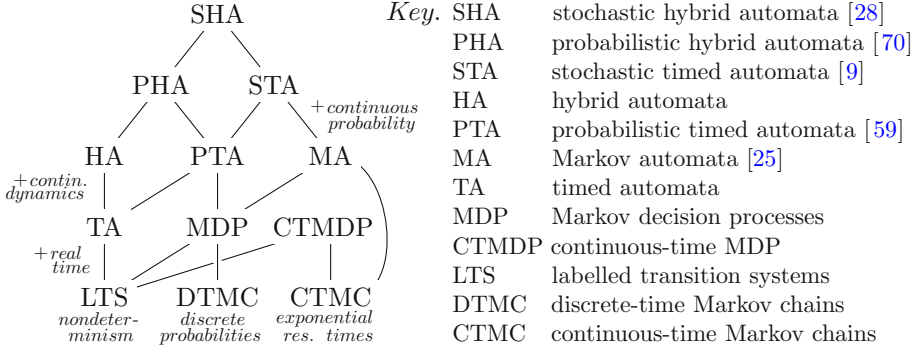 SHA
PHA STA
+continuous
probability
HA PTA MA
+contin.
dynamics
TA MDP CTMDP
+real
time
LTS DTMC CTMC
nondeter- discrete exponential
minism probabilities res. times
Key. SHA stochastic hybrid automata [28]
PHA probabilistic hybrid automata [70]
STA stochastic timed automata [9]
HA hybrid automata
PTA probabilistic timed automata [59]
MA Markov automata [25]
TA timed automata
MDP Markov decision processes
CTMDP continuous-time MDP
LTS labelled transition systems
DTMC discrete-time Markov chains
CTMC continuous-time Markov chains